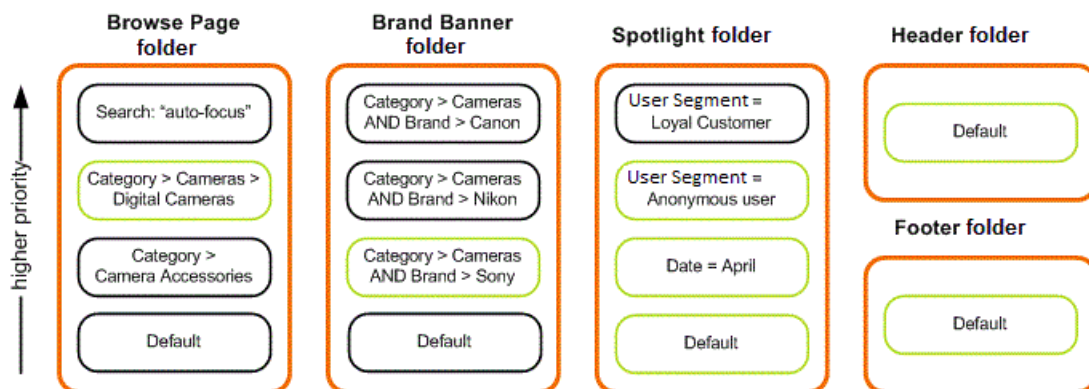 Browse Page
folder
Brand Banner
folder
Spotlight folder
Header folder
higher priority
Search: "auto-focus"
Category > Cameras >
Digital Cameras
Category >
Camera Accessories
Default
Category > Cameras
AND Brand > Canon
Category > Cameras
AND Brand > Nikon
Category > Cameras
AND Brand > Sony
Default
User Segment =
Loyal Customer
User Segment =
Anonymous user
Date = April
Default
Default
Footer folder
Default